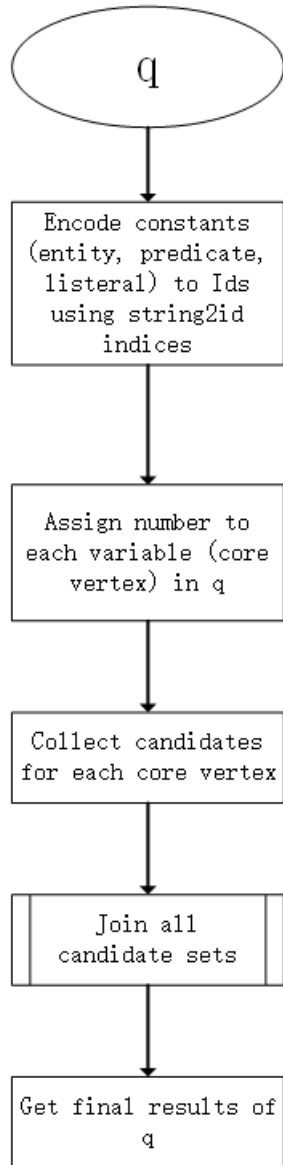 q
Encode constants
(entity, predicate,
listeral) to Ids
using string2id
indices
Assign number to
each variable (core
vertex) in q
Collect candidates
for each core vertex
Join all
candidate sets
Get final results of
q